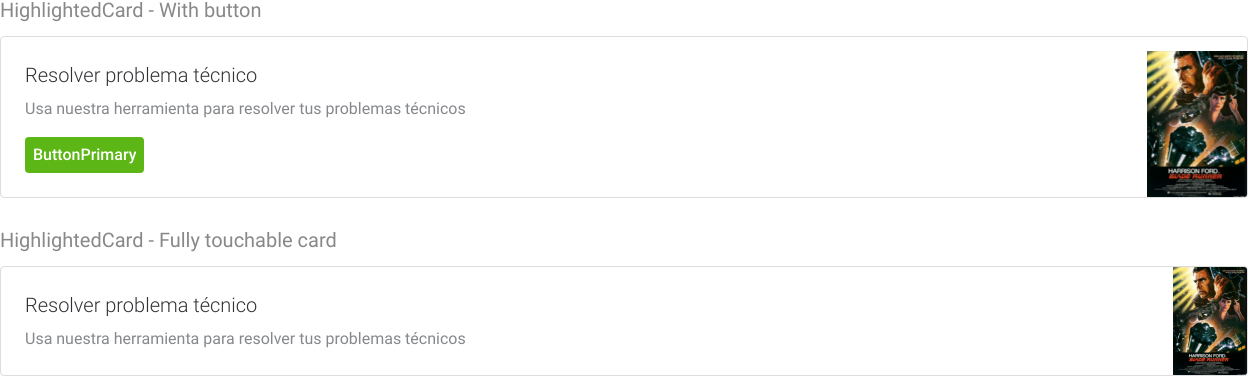 HighlightedCard - With button
Resolver problema técnico
Usa nuestra herramienta para resolver tus problemas técnicos
ButtonPrimary
HARRISON FORD
BLADE RUNNER
HighlightedCard - Fully touchable card
Resolver problema técnico
Usa nuestra herramienta para resolver tus problemas técnicos
HARRISON FORD
BLADE RUNNER